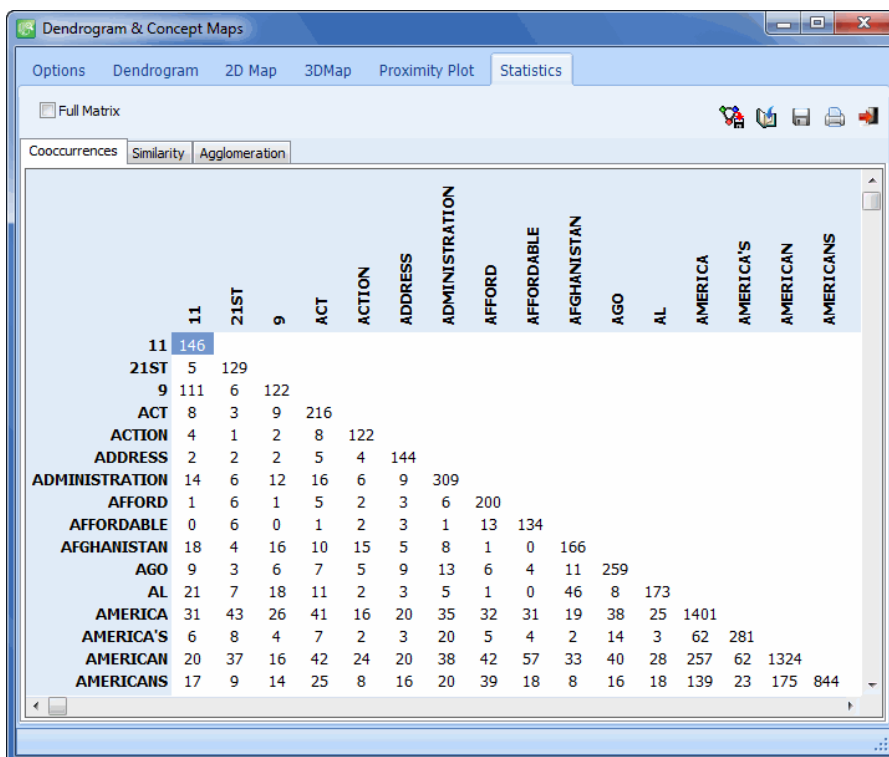 Dendrogram & Concept Maps
Options Dendrogram 2D Map 3DMap Proximity Plot Statistics
Full Matrix
Cooccurrences Similarity Agglomeration
11 21ST 9 ACT ACTION ADDRESS ADMINISTRATION AFFORD AFFORDABLE AFGHANISTAN AGO AL AMERICA AMERICA'S AMERICAN AMERICANS
11 146
21ST 5 129
9 111 6 122
ACT 8 3 9 216
ACTION 4 1 2 8 122
ADDRESS 2 2 2 5 4 144
ADMINISTRATION 14 6 12 16 6 9 309
AFFORD 1 6 1 5 2 3 6 200
AFFORDABLE 0 6 0 1 2 3 1 13 134
AFGHANISTAN 18 4 16 10 15 5 8 1 0 166
AGO 9 3 6 7 5 9 13 6 4 11 259
AL 21 7 18 11 2 3 5 1 0 46 8 173
AMERICA 31 43 26 41 16 20 35 32 31 19 38 25 1401
AMERICA'S 6 8 4 7 2 3 20 5 4 2 14 3 62 281
AMERICAN 20 37 16 42 24 20 38 42 57 33 40 28 257 62 1324
AMERICANS 17 9 14 25 8 16 20 39 18 8 16 18 139 23 175 844